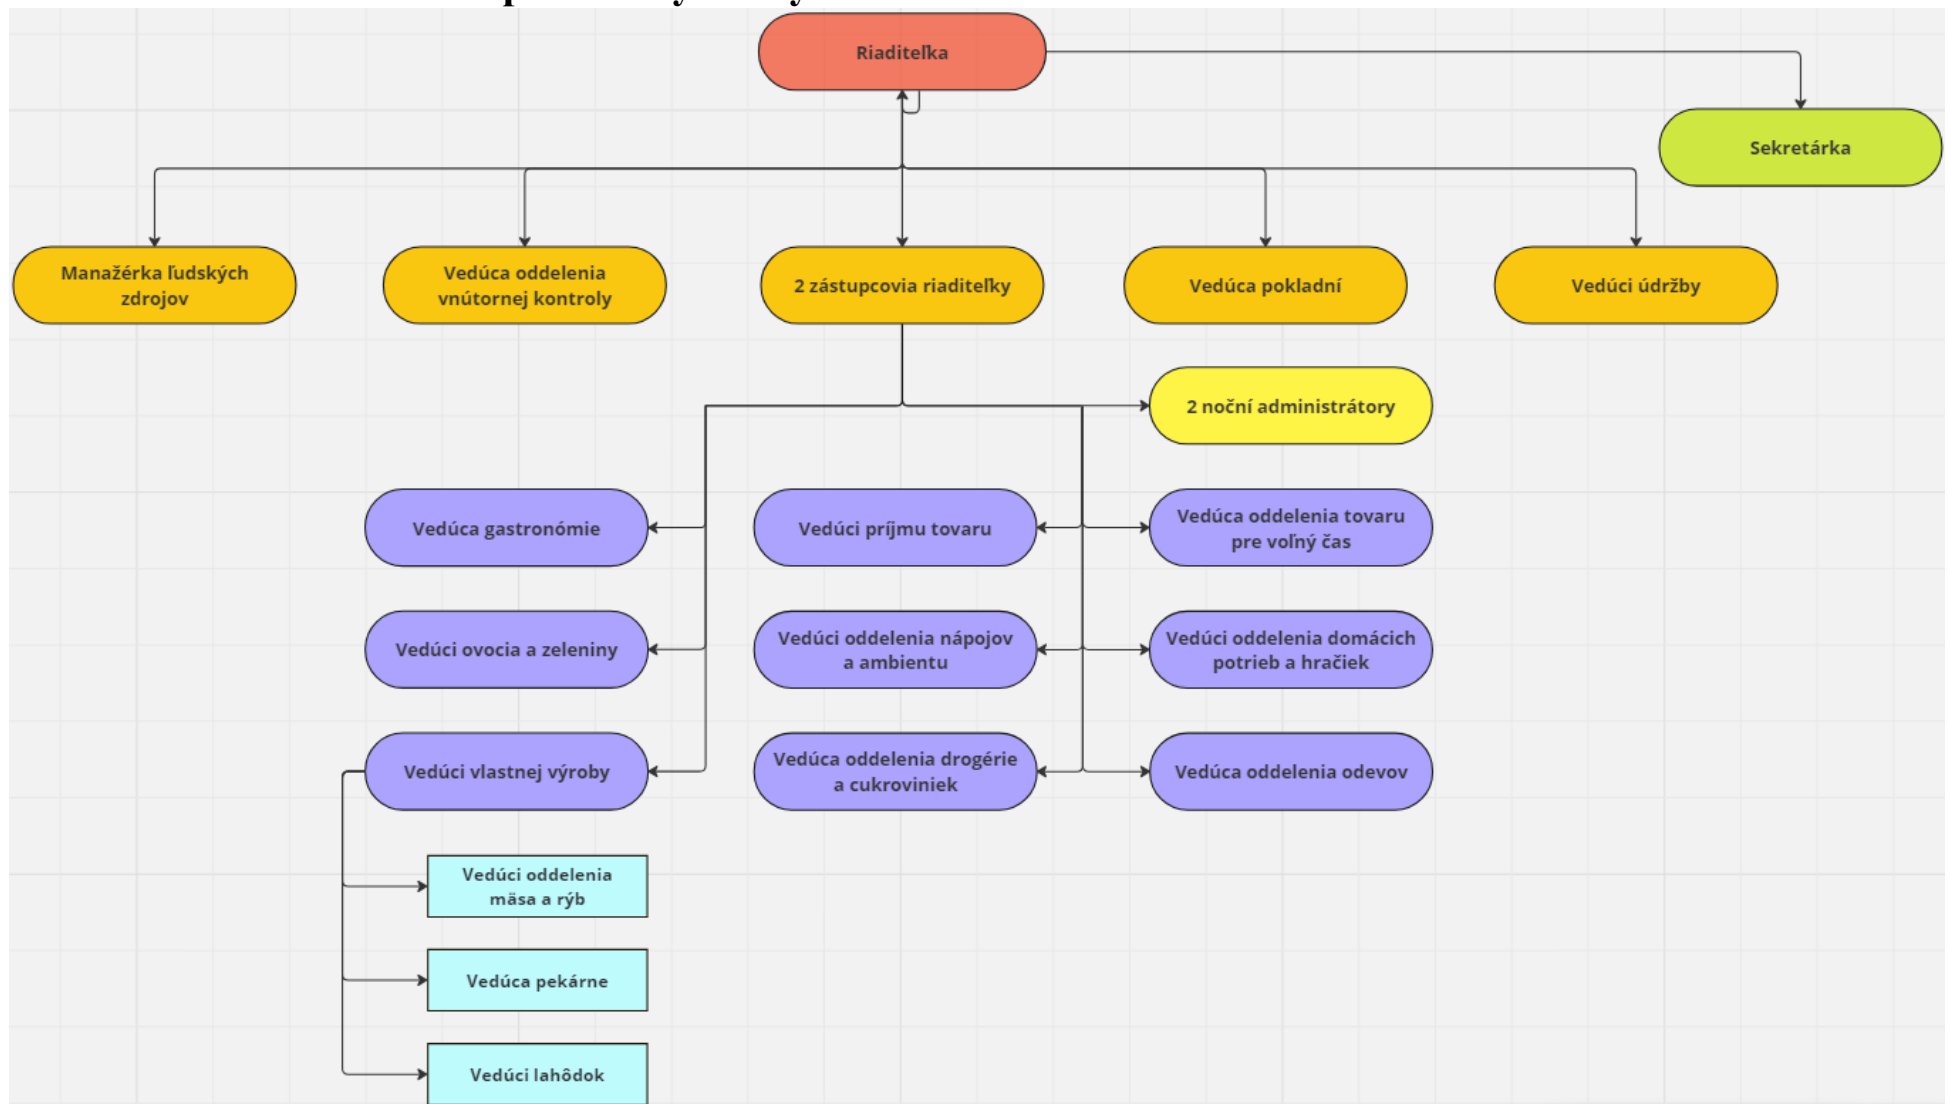 Riaditeľka
Sekretárka
Manažérka ľudských
zdrojov
Vedúca oddelenia
vnútornej kontroly
2 zástupcovia riaditeľky
Vedúca pokladní
Vedúci údržby
2 noční administrátory
Vedúca gastronómie
Vedúci príjmu tovaru
Vedúca oddelenia tovaru
pre voľný čas
Vedúci ovocia a zeleniny
Vedúci oddelenia nápojov
a ambientu
Vedúci oddelenia domácich
potrieb a hračiek
Vedúci vlastnej výroby
Vedúca oddelenia drogérie
a cukroviniek
Vedúca oddelenia odevov
Vedúci oddelenia
mäsa a rýb
Vedúca pekárne
Vedúci lahôdok